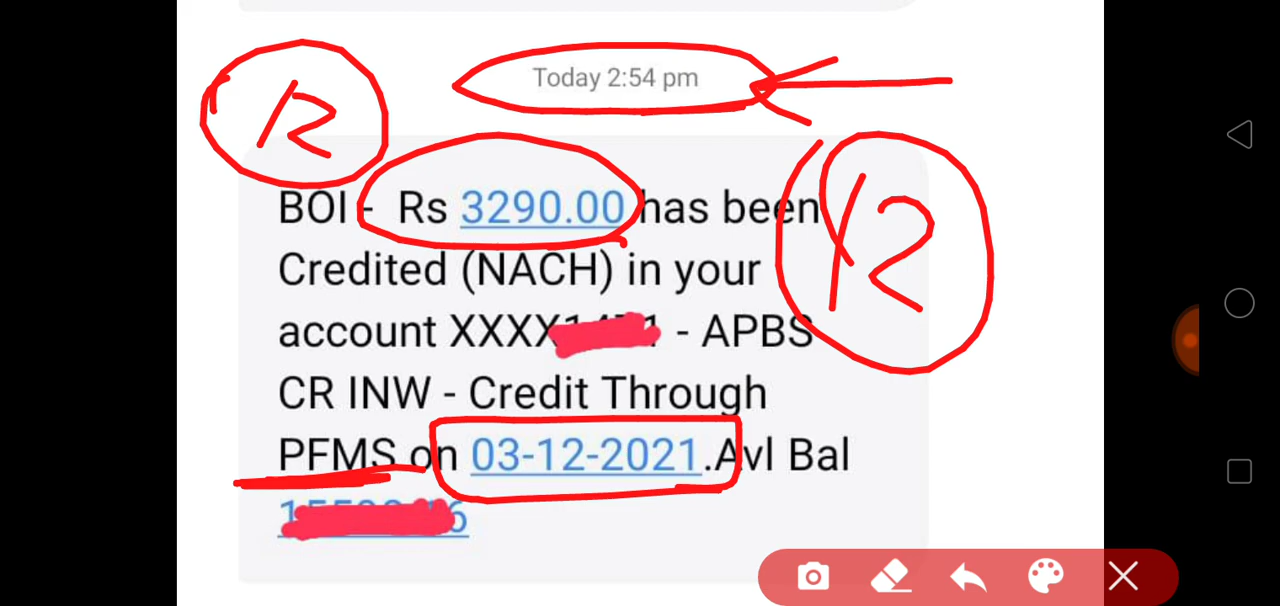 Today 2:54 pm
12
BOI - Rs 3290.00 has been
12
Credited (NACH) in your
account XXXX - APBS
CR INW - Credit Through
PFMS on 03-12-2021.Avl Bal